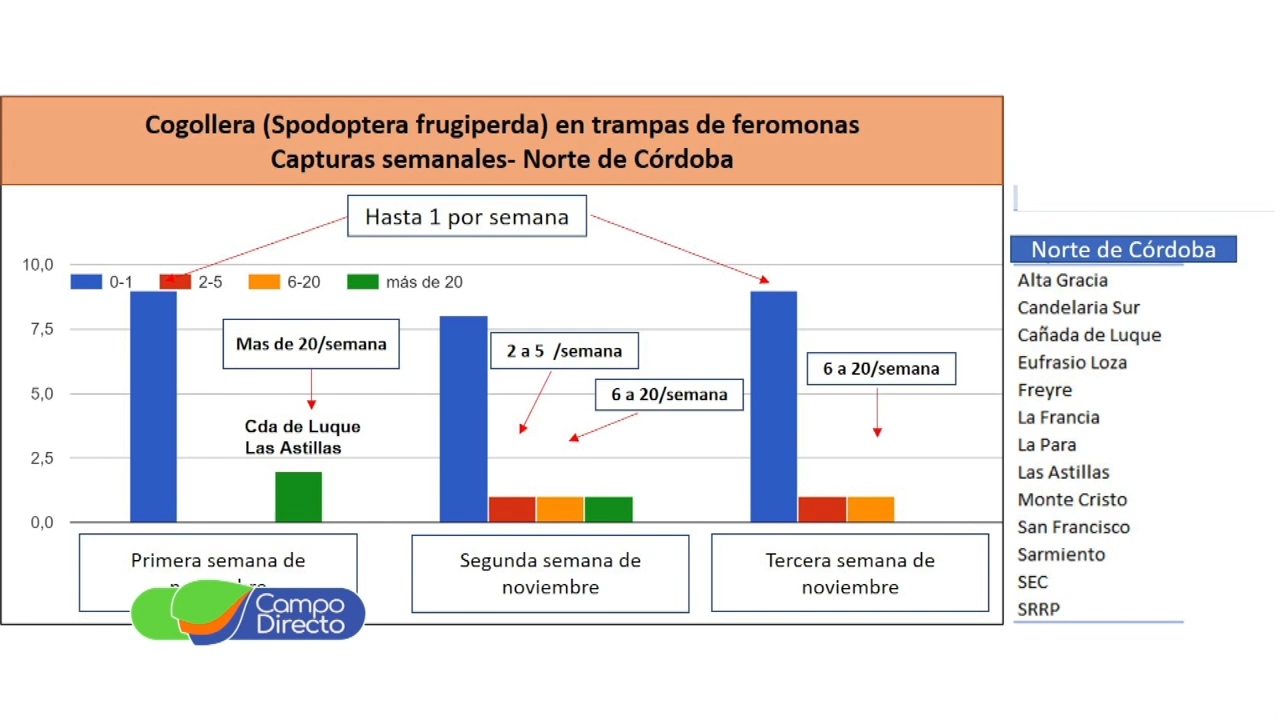 Cogollera (Spodoptera frugiperda) en trampas de feromonas
Capturas semanales- Norte de Córdoba
Hasta 1 por semana
10,0
7,5
5,0
2,5
0,0
0-1
2-5
6-20
más de 20
Mas de 20/semana
Cda de Luque
Las Astillas
2 a 5 /semana
6 a 20/semana
6 a 20/semana
Primera semana de
Segunda semana de
noviembre
Tercera semana de
noviembre
Campo
Directo
Norte de Córdoba
Alta Gracia
Candelaria Sur
Cañada de Luque
Eufrasio Loza
Freyre
La Francia
La Para
Las Astillas
Monte Cristo
San Francisco
Sarmiento
SEC
SRRP